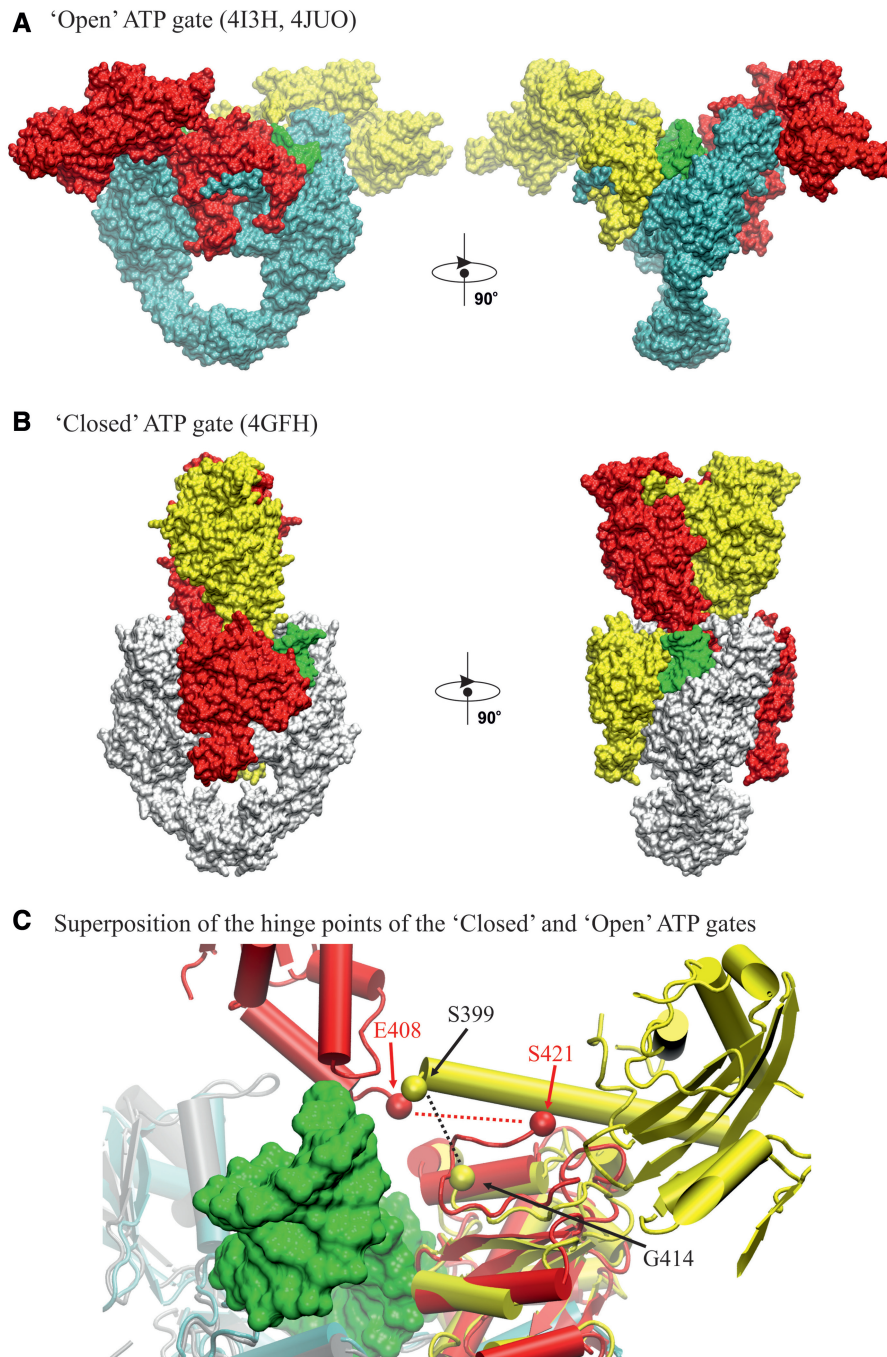 A 'Open' ATP gate (4I3H, 4JUO)
90°
B 'Closed' ATP gate (4GFH)
90°
C Superposition of the hinge points of the 'Closed' and 'Open' ATP gates
S399
E408
S421
G414